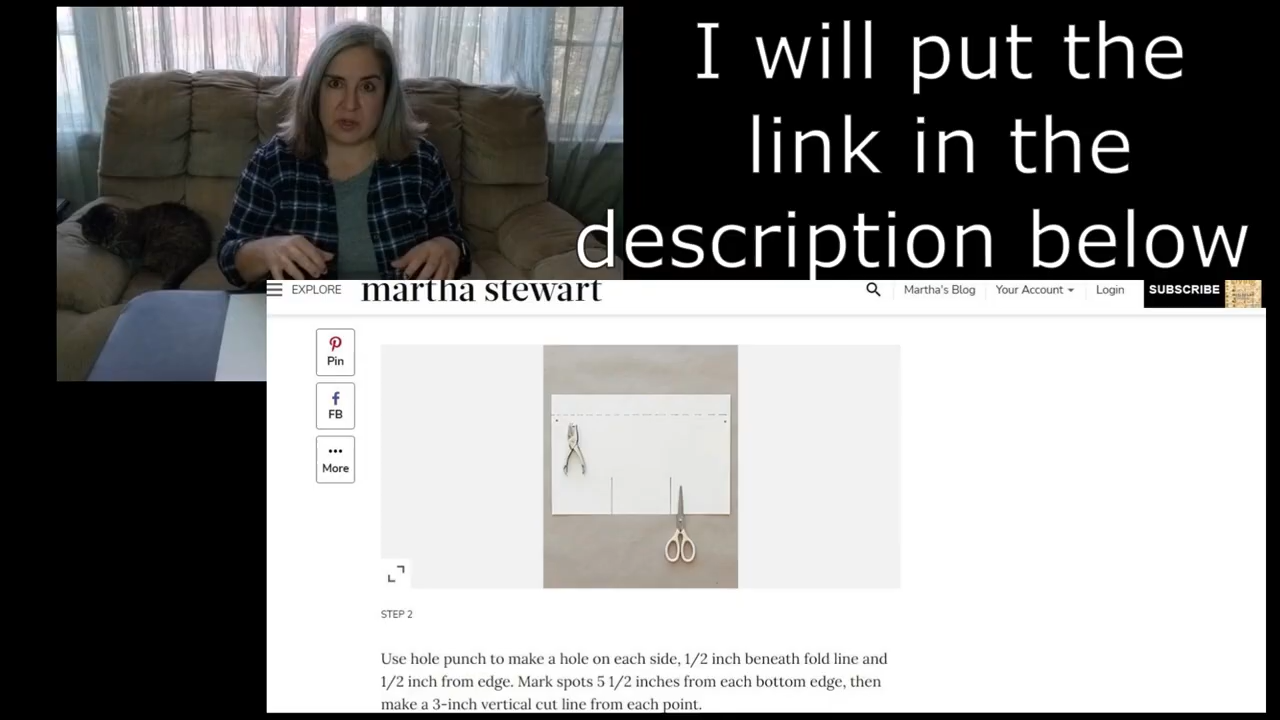 I will put the
link in the
description below
EXPLORE
martha stewart
Martha's Blog
Your Account
Login
SUBSCRIBE
Pin
FB
More
STEP 2
Use hole punch to make a hole on each side, 1/2 inch beneath fold line and
1/2 inch from edge. Mark spots 5 1/2 inches from each bottom edge, then
make a 3-inch vertical cut line from each point.